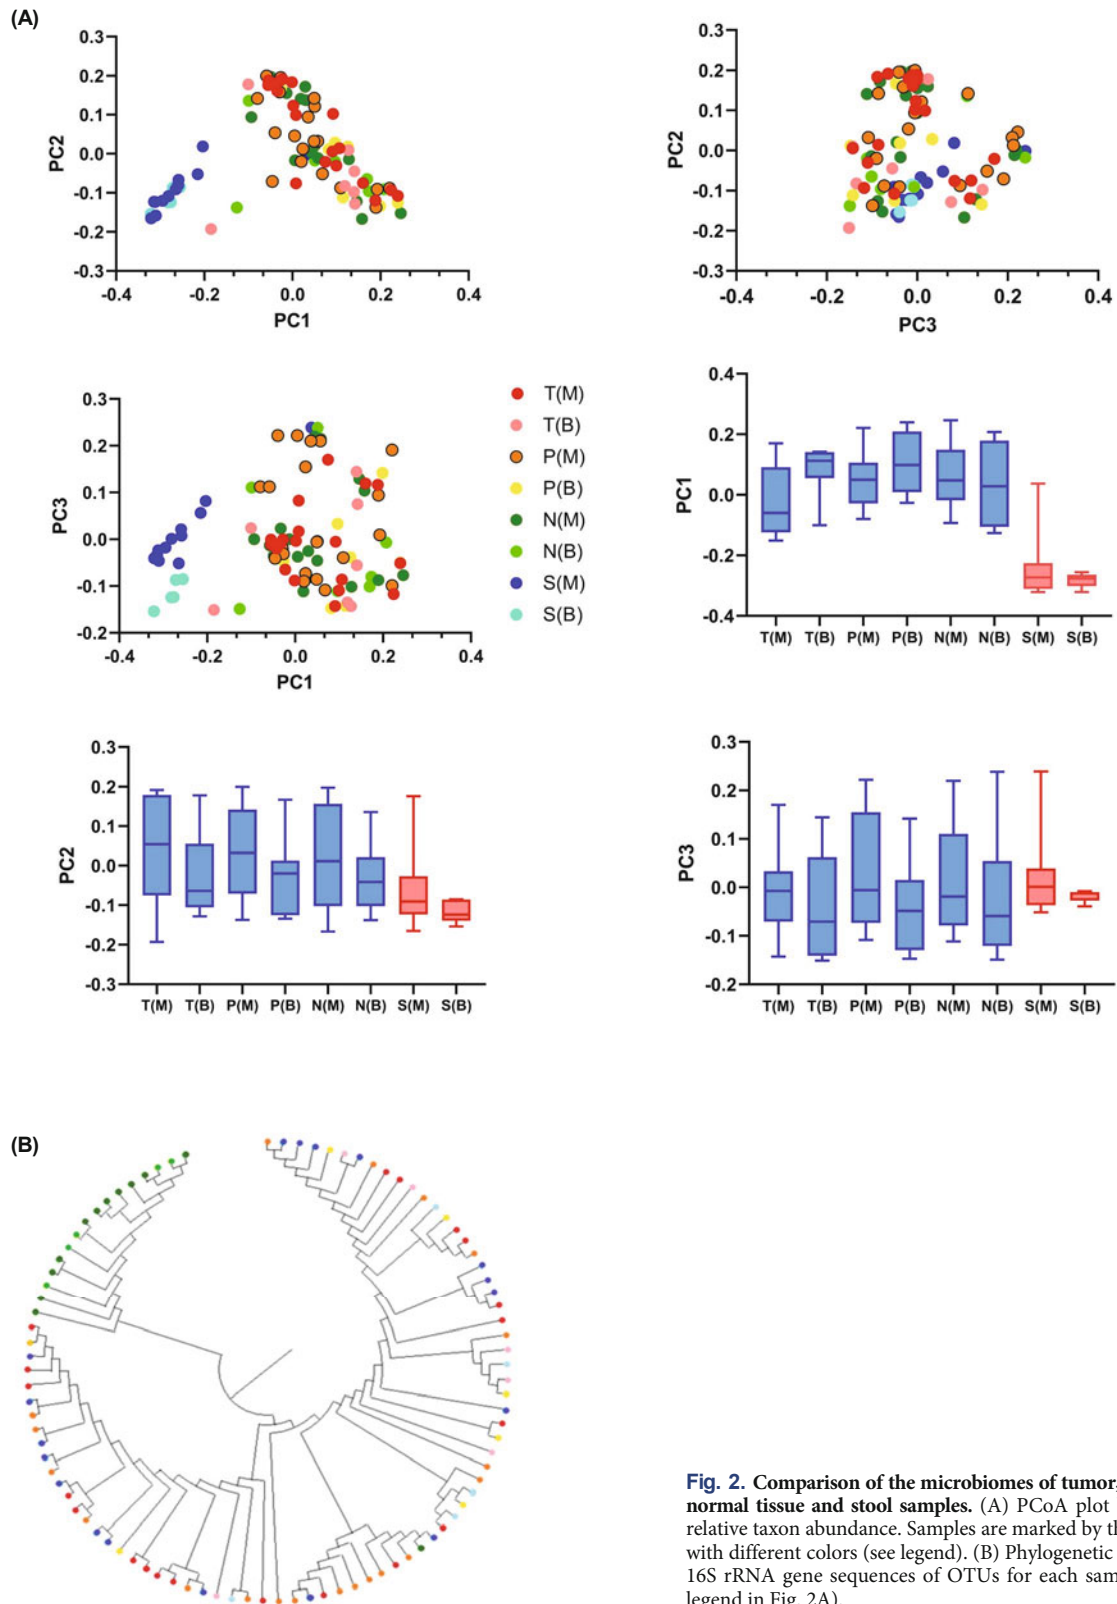 (A)
0.3
0.2
0.1
0.0
-0.1
-0.2
-0.3
PC2
-0.4
-0.2
0.0
0.2
0.4
PC1
0.3
0.2
0.1
0.0
-0.1
-0.2
-0.3
PC2
-0.4
-0.2
0.0
0.2
0.4
PC3
0.3
0.2
0.1
0.0
-0.1
-0.2
PC3
-0.4
-0.2
0.0
0.2
0.4
PC1
T(M)
T(B)
P(M)
P(B)
N(M)
N(B)
S(M)
S(B)
0.4
0.2
0.0
-0.2
-0.4
PC1
T(M) T(B) P(M) P(B) N(M) N(B) S(M) S(B)
0.3
0.2
0.1
0.0
-0.1
-0.2
-0.3
PC2
T(M) T(B) P(M) P(B) N(M) N(B) S(M) S(B)
0.3
0.2
0.1
0.0
-0.1
-0.2
PC3
T(M) T(B) P(M) P(B) N(M) N(B) S(M) S(B)
(B)
Fig. 2. Comparison of the microbiomes of tumor,
normal tissue and stool samples. (A) PCoA plot
relative taxon abundance. Samples are marked by th
with different colors (see legend). (B) Phylogenetic
16S rRNA gene sequences of OTUs for each sam
legend in Fig. 2A).